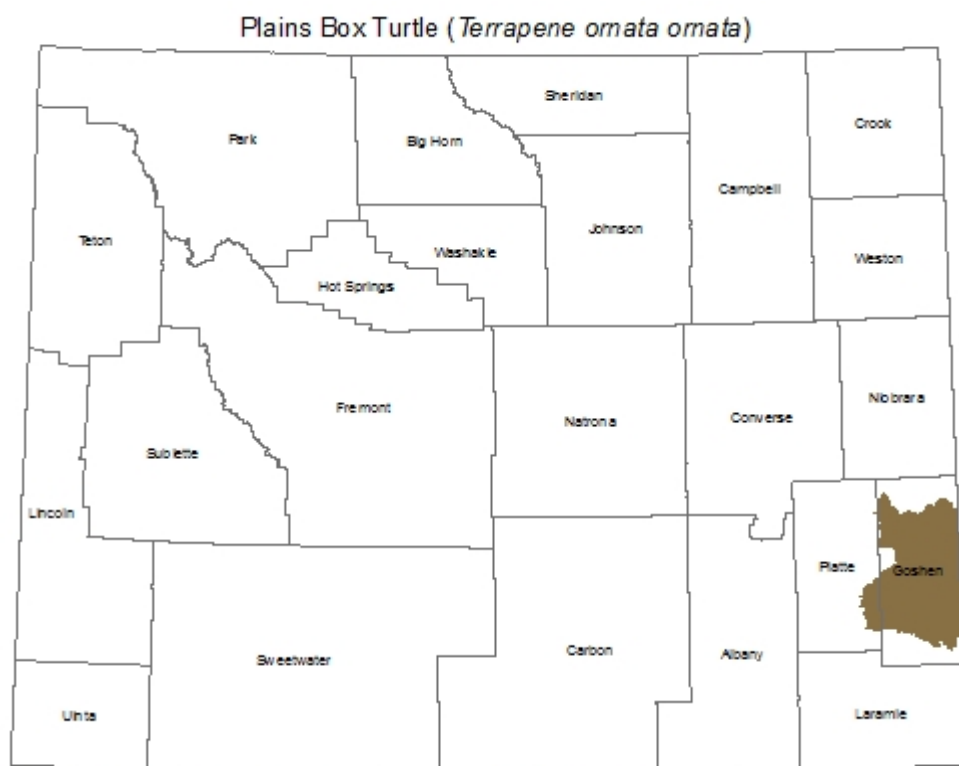 Plains Box Turtle (Terrapene ornata ornata)
Sheridan
Crook
Park
Big Horn
Campbell
Johnson
Teton
Washakie
Weston
Hot Springs
Niobrara
Fremont
Converse
Natrona
Sublette
Lincoln
Platte
Goshen
Carbon
Albany
Sweetwater
Uinta
Laramie